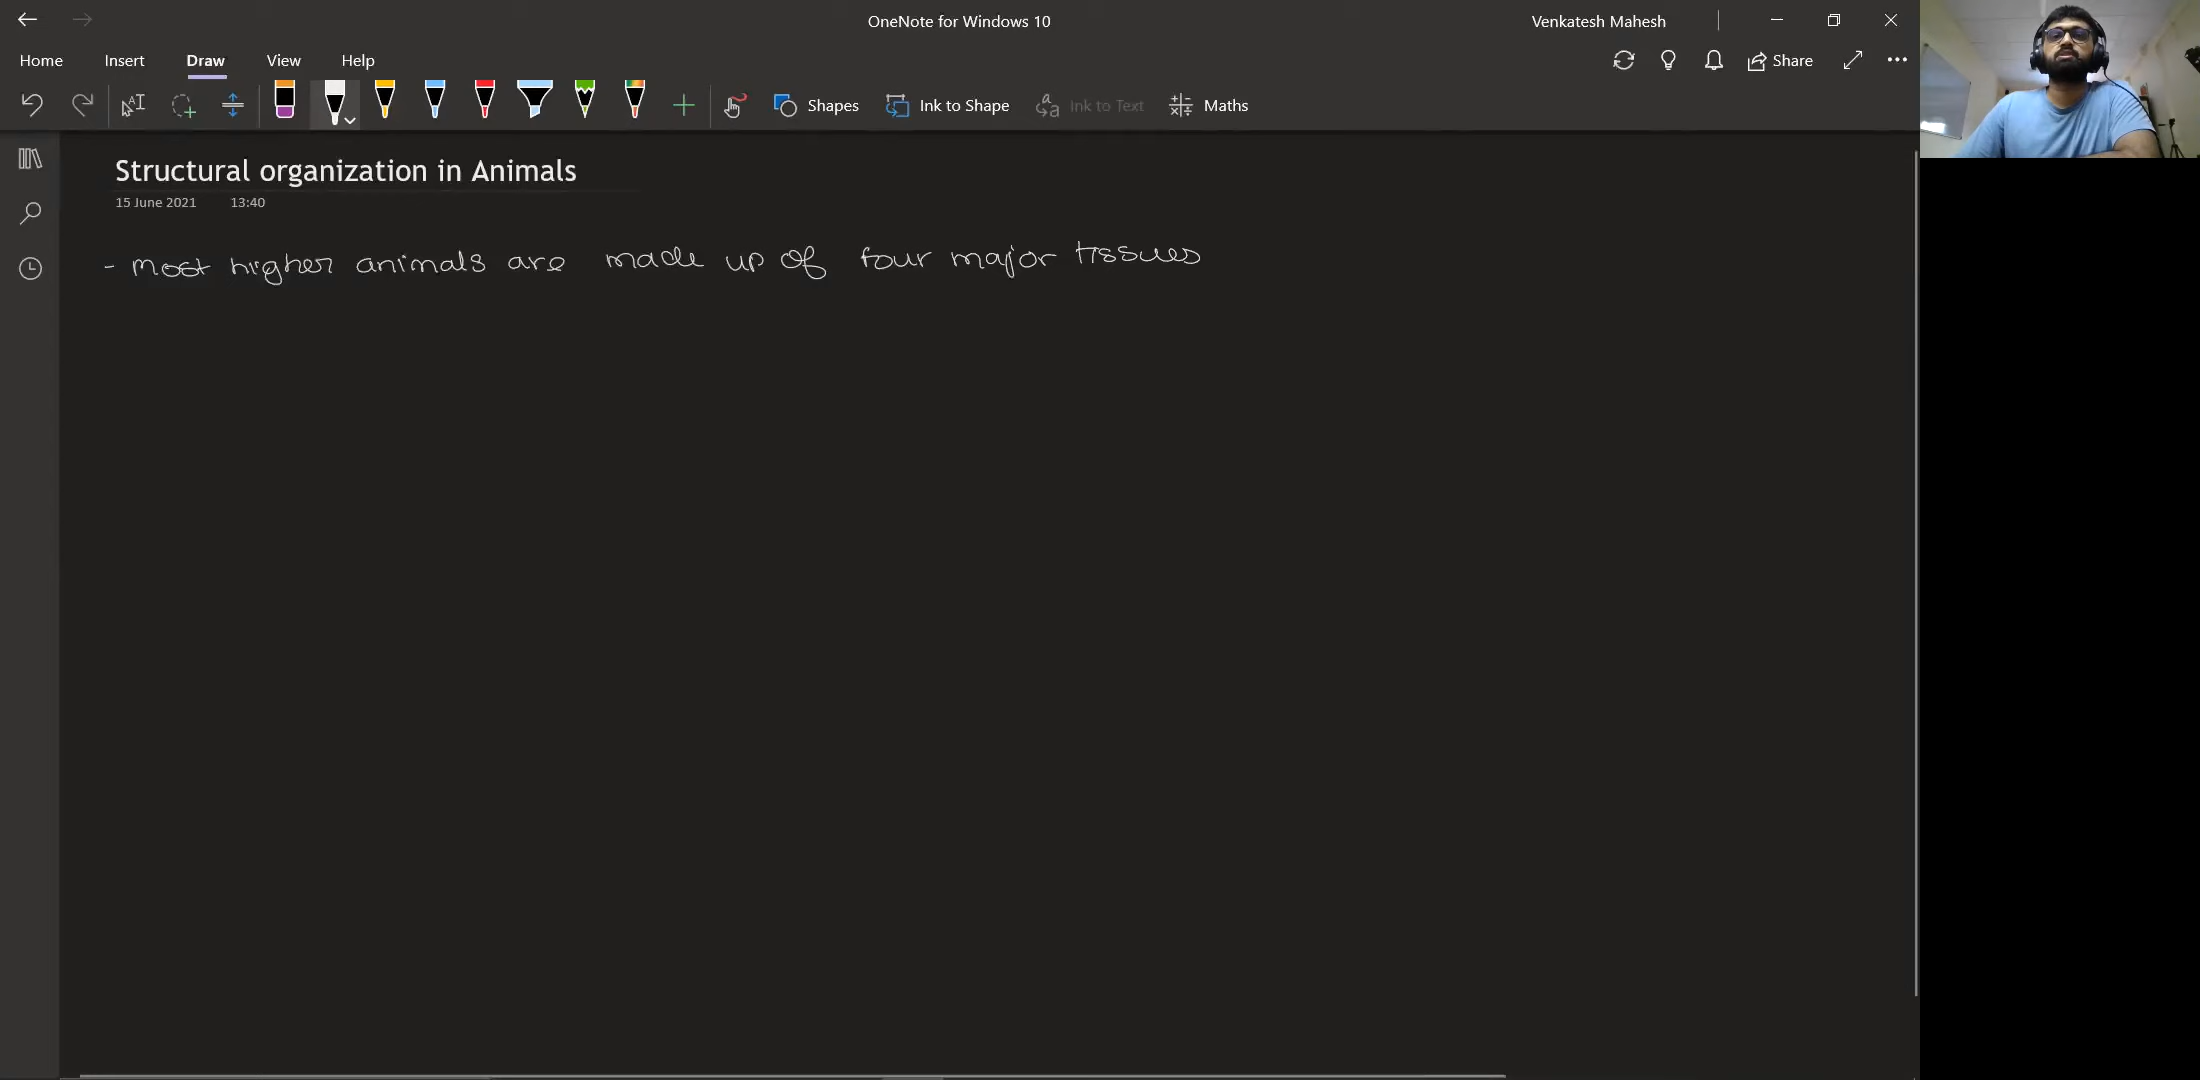 OneNote for Windows 10
Venkatesh Mahesh
Home Insert Draw View Help
Share
Shapes Ink to Shape Ink to Text Maths
Structural organization in Animals
15 June 2021 13:40
- most higher animals are made up of four major tissues